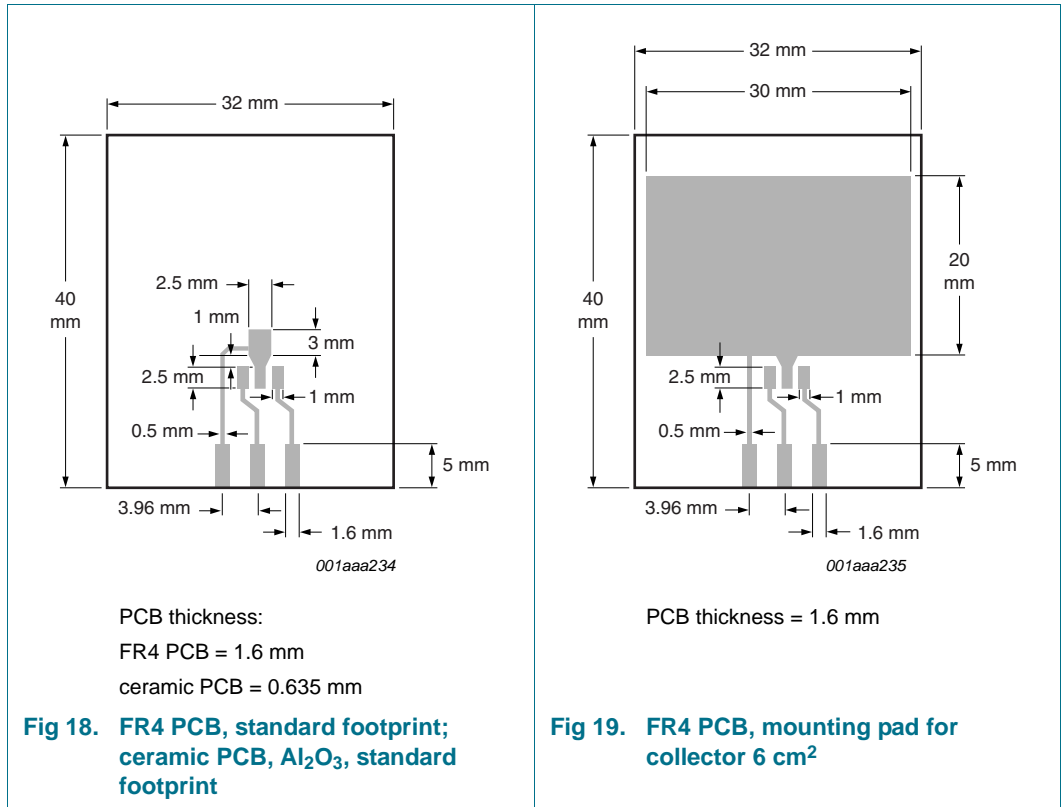 32 mm
40
mm
2.5 mm
1 mm
3 mm
2.5 mm
1 mm
0.5 mm
5 mm
3.96 mm
1.6 mm
001aaa234
PCB thickness:
FR4 PCB = 1.6 mm
ceramic PCB = 0.635 mm
Fig 18. FR4 PCB, standard footprint;
ceramic PCB, Al2O3, standard
footprint
32 mm
30 mm
40
mm
20
mm
2.5 mm
1 mm
0.5 mm
5 mm
3.96 mm
1.6 mm
001aaa235
PCB thickness = 1.6 mm
Fig 19. FR4 PCB, mounting pad for
collector 6 cm2